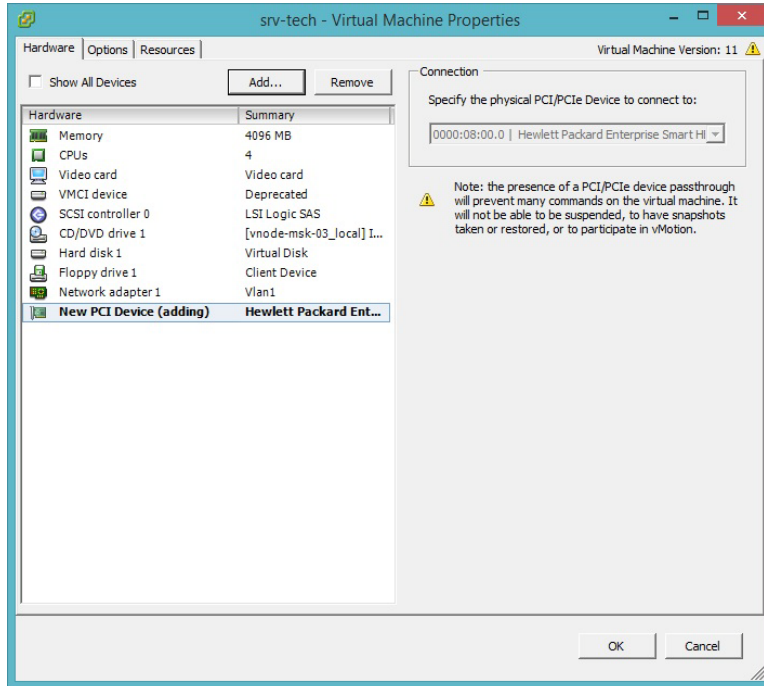 srv-tech - Virtual Machine Properties
Hardware Options Resources
Virtual Machine Version: 11
Show All Devices
Add...
Remove
Hardware Summary
Memory 4096 MB
CPUs 4
Video card Video card
VMCI device Deprecated
SCSI controller 0 LSI Logic SAS
CD/DVD drive 1 [vnode-msk-03_local] I...
Hard disk 1 Virtual Disk
Floppy drive 1 Client Device
Network adapter 1 Vlan1
New PCI Device (adding) Hewlett Packard Ent...
Connection
Specify the physical PCI/PCIe Device to connect to:
0000:08:00.0 | Hewlett Packard Enterprise Smart
Note: the presence of a PCI/PCIe device passthrough
will prevent many commands on the virtual machine. It
will not be able to be suspended, to have snapshots
taken or restored, or to participate in vMotion.
OK
Cancel